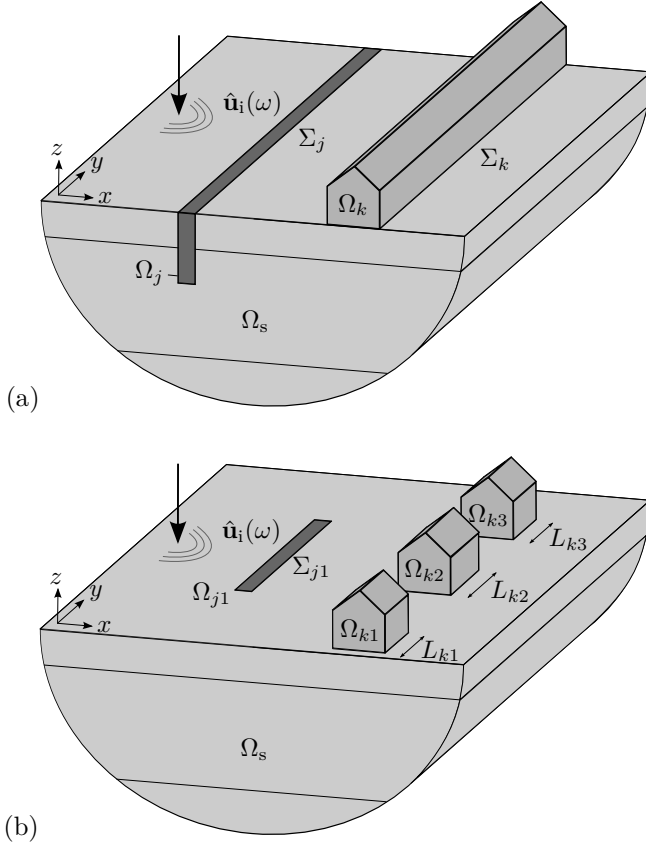 û_i(ω)
Σ_j
Σ_k
z
y
x
Ω_k
Ω_j
Ω_s
(a)
û_i(ω)
Ω_k3
L_k3
Ω_k2
Σ_j1
z
y
Ω_j1
L_k2
x
Ω_k1
L_k1
Ω_s
(b)